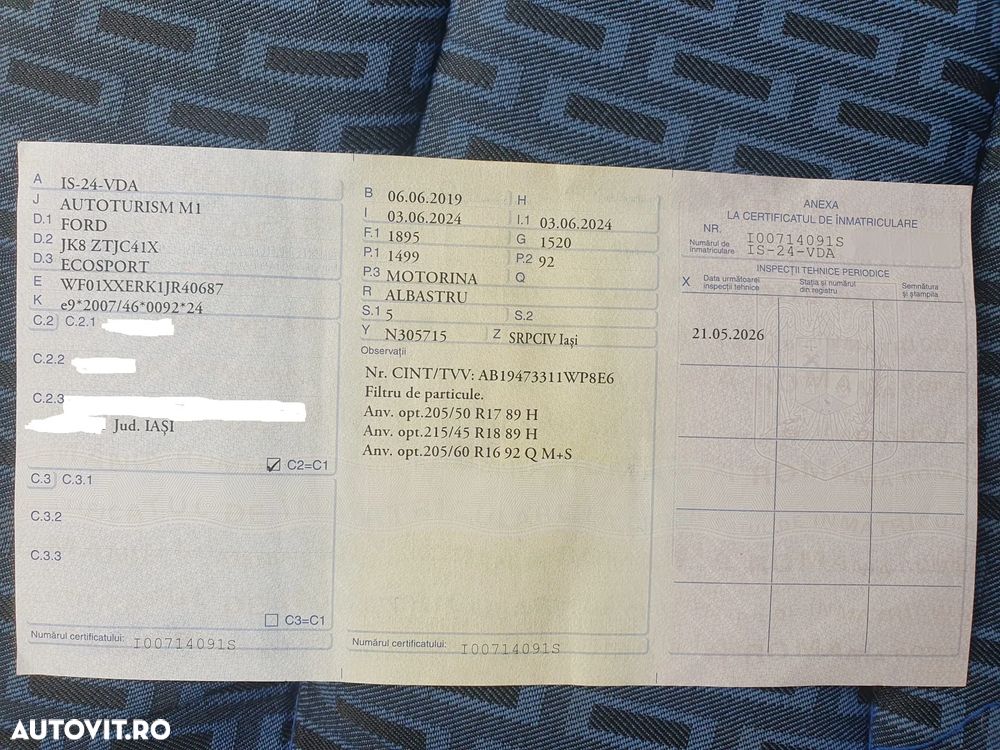 A IS-24-VDA
J AUTOTURISM M1
D.1 FORD
D.2 JK8 ZTJC41X
D.3 ECOSPORT
E WF01XXERK1JR40687
K e9*2007/46*0092*24
C.2 C.2.1
C.2.2
C.2.3
Jud. IAȘI
C2=C1
C.3 C.3.1
C.3.2
C.3.3
C3=C1
Numărul certificatului: I00714091S
B 06.06.2019 H
I 03.06.2024 I.1 03.06.2024
F.1 1895 G 1520
P.1 1499 P.2 92
P.3 MOTORINA Q
R ALBASTRU
S.1 5 S.2
Y N305715 Z SRPCIV Iași
Observații
Nr. CINT/TVV: AB19473311WP8E6
Filtru de particule.
Anv. opt.205/50 R17 89 H
Anv. opt.215/45 R18 89 H
Anv. opt.205/60 R16 92 Q M+S
Numărul certificatului: I00714091S
ANEXA
LA CERTIFICATUL DE ÎNMATRICULARE
NR. I00714091S
Numărul de
înmatriculare IS-24-VDA
INSPECȚII TEHNICE PERIODICE
X Data următoarei
inspecții tehnice
Stația și numărul
din registru
Semnătura
și ștampila
21.05.2026
AUTOVIT.RO